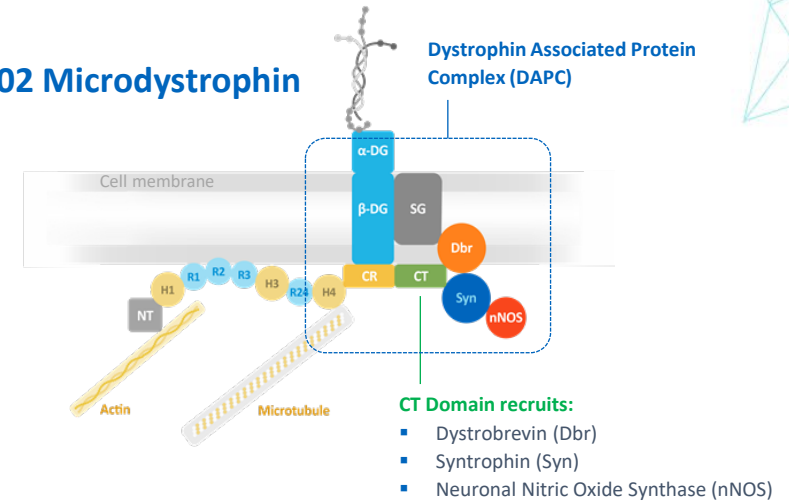 02 Microdystrophin
Dystrophin Associated Protein
Complex (DAPC)
α-DG
Cell membrane
β-DG
SG
Dbr
CR
CT
R1
R2
R3
H3
R24
H4
H1
NT
Syn
nNOS
Actin
Microtubule
CT Domain recruits:
▪ Dystrobrevin (Dbr)
▪ Syntrophin (Syn)
▪ Neuronal Nitric Oxide Synthase (nNOS)